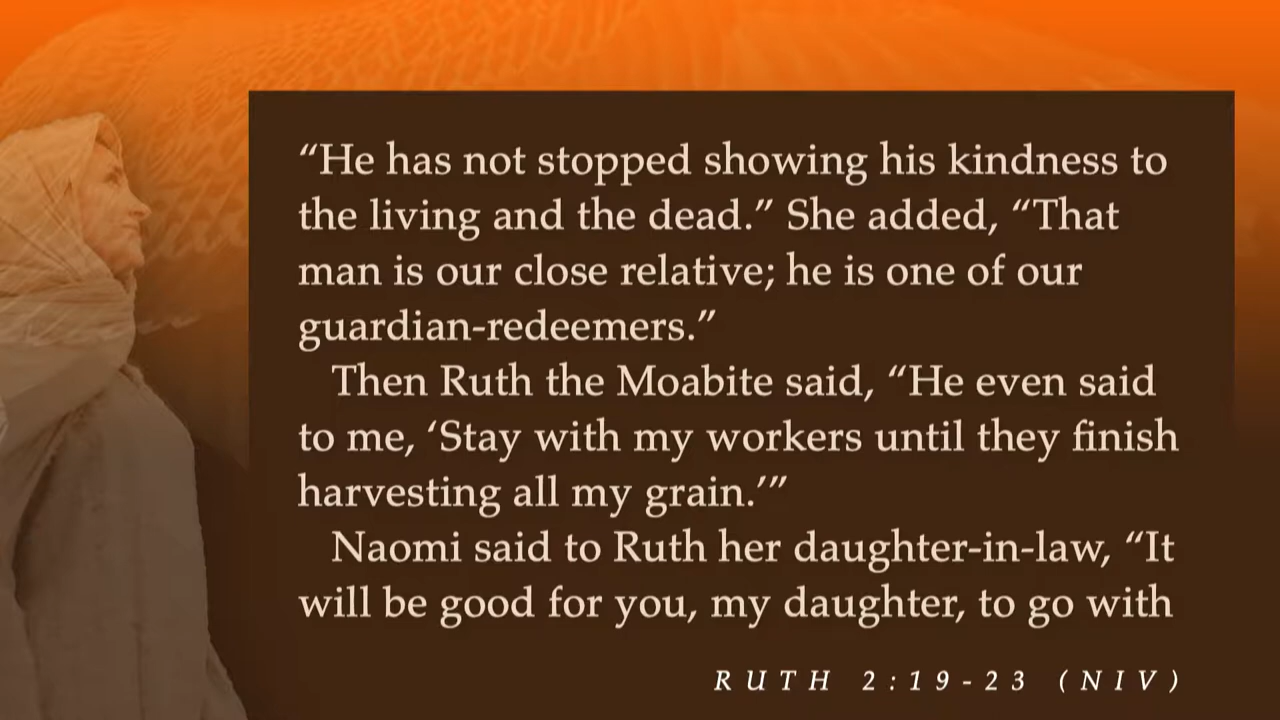 “He has not stopped showing his kindness to
the living and the dead.” She added, “That
man is our close relative; he is one of our
guardian-redeemers.”
Then Ruth the Moabite said, “He even said
to me, ‘Stay with my workers until they finish
harvesting all my grain.’”
Naomi said to Ruth her daughter-in-law, “It
will be good for you, my daughter, to go with
RUTH 2:19-23 (NIV)